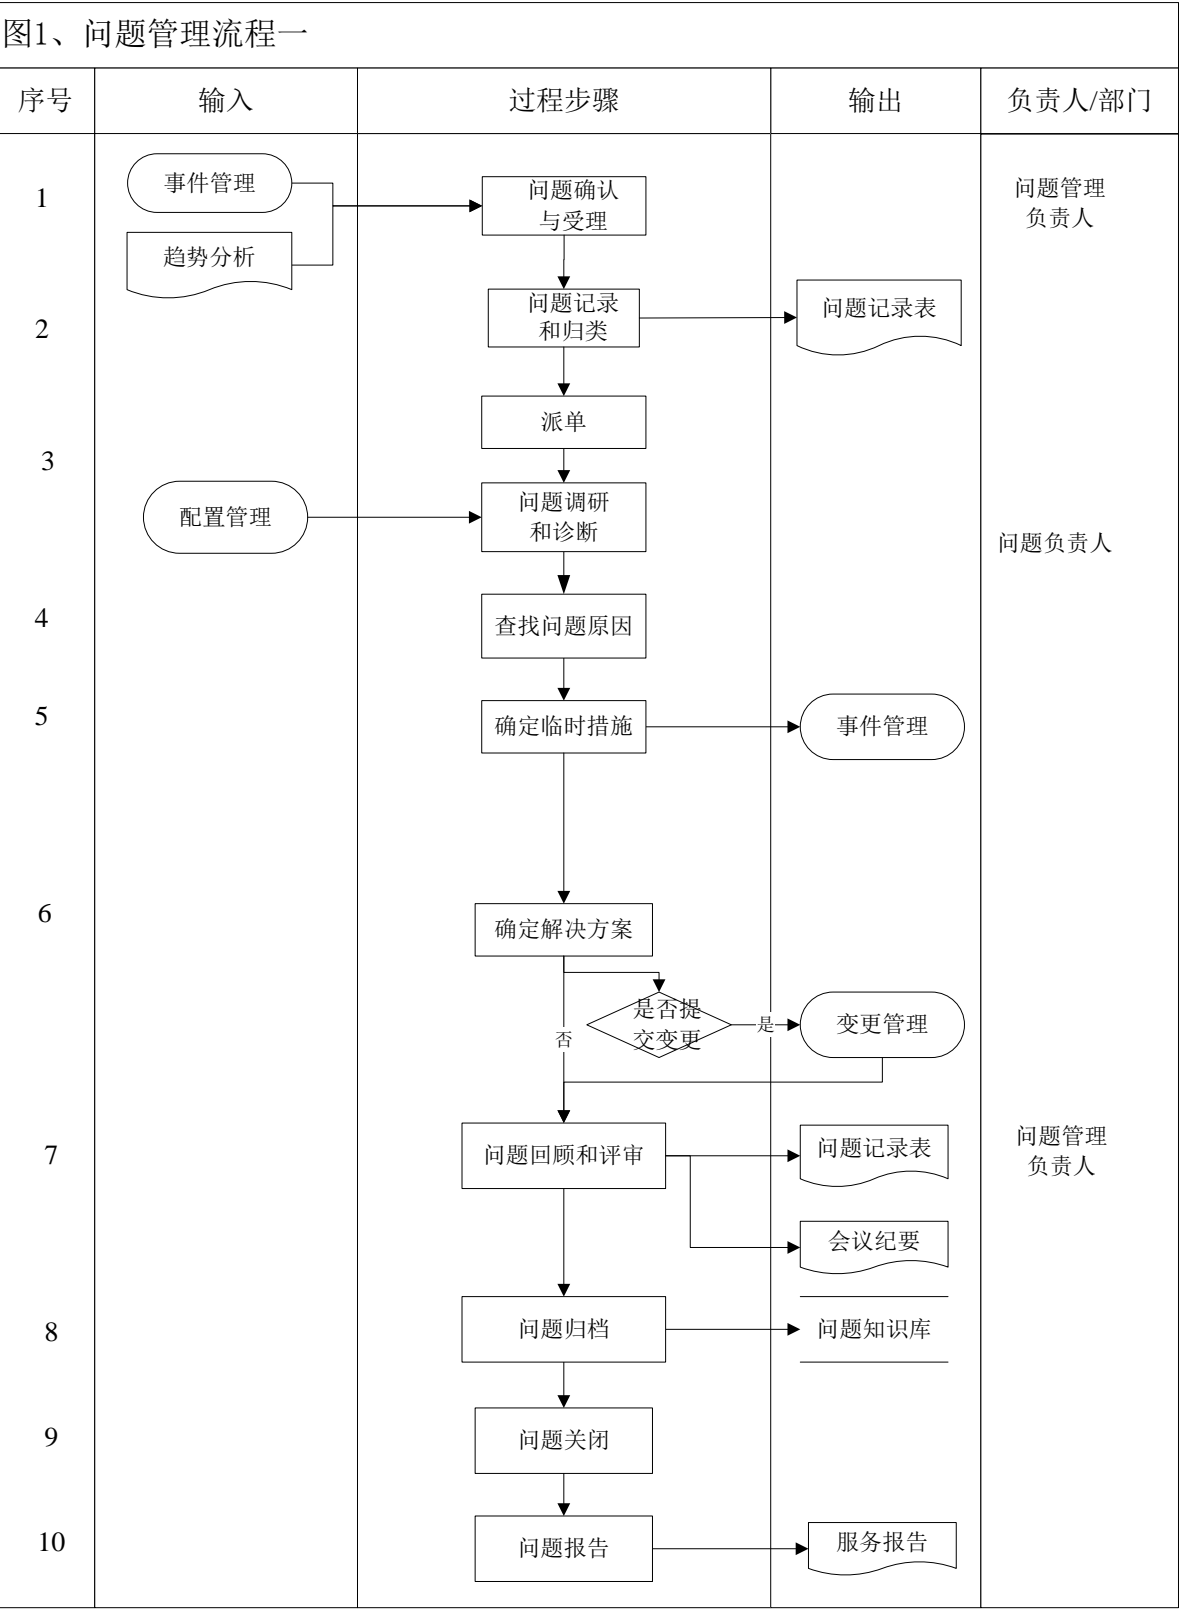 图1、问题管理流程一
序号
输入
过程步骤
输出
负责人/部门
1
事件管理
趋势分析
问题确认
与受理
问题管理
负责人
2
问题记录
和归类
问题记录表
派单
3
配置管理
问题调研
和诊断
问题负责人
4
查找问题原因
5
确定临时措施
事件管理
6
确定解决方案
是否提
交变更
是
变更管理
否
7
问题回顾和评审
问题记录表
问题管理
负责人
会议纪要
8
问题归档
问题知识库
9
问题关闭
10
问题报告
服务报告